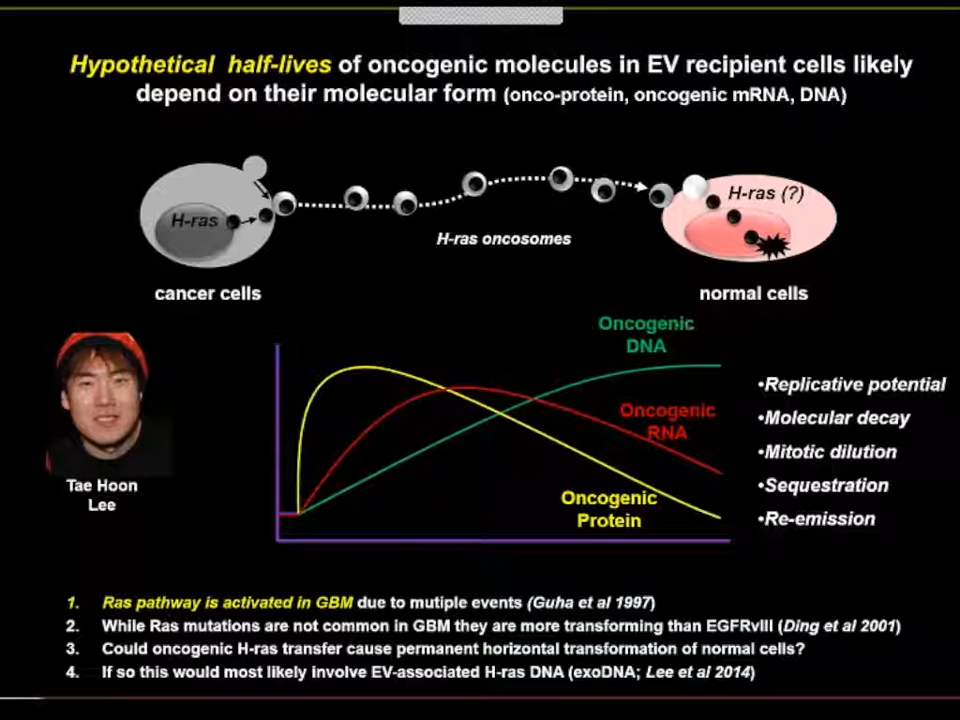 Hypothetical half-lives of oncogenic molecules in EV recipient cells likely
depend on their molecular form (onco-protein, oncogenic mRNA, DNA)
H-ras
H-ras (?)
H-ras oncosomes
cancer cells
normal cells
Oncogenic
DNA
Oncogenic
RNA
Oncogenic
Protein
•Replicative potential
•Molecular decay
•Mitotic dilution
•Sequestration
•Re-emission
Tae Hoon
Lee
1. Ras pathway is activated in GBM due to mutiple events (Guha et al 1997)
2. While Ras mutations are not common in GBM they are more transforming than EGFRvIII (Ding et al 2001)
3. Could oncogenic H-ras transfer cause permanent horizontal transformation of normal cells?
4. If so this would most likely involve EV-associated H-ras DNA (exoDNA; Lee et al 2014)